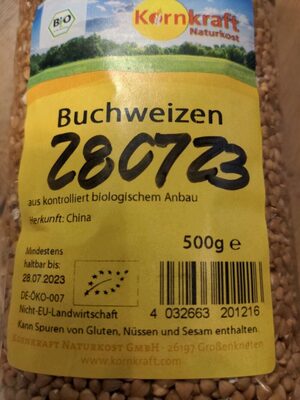 BIO
Kornkraft
Naturkost
Buchweizen
280723
aus kontrolliert biologischem Anbau
Herkunft: China
500g e
Mindestens
haltbar bis:
28.07.2023
DE-ÖKO-007
Nicht-EU-Landwirtschaft
4 032663 201216
Kann Spuren von Gluten, Nüssen und Sesam enthalten.
KORNKRAFT NATURKOST GMBH · 26197 Großenkneten
www.kornkraft.com